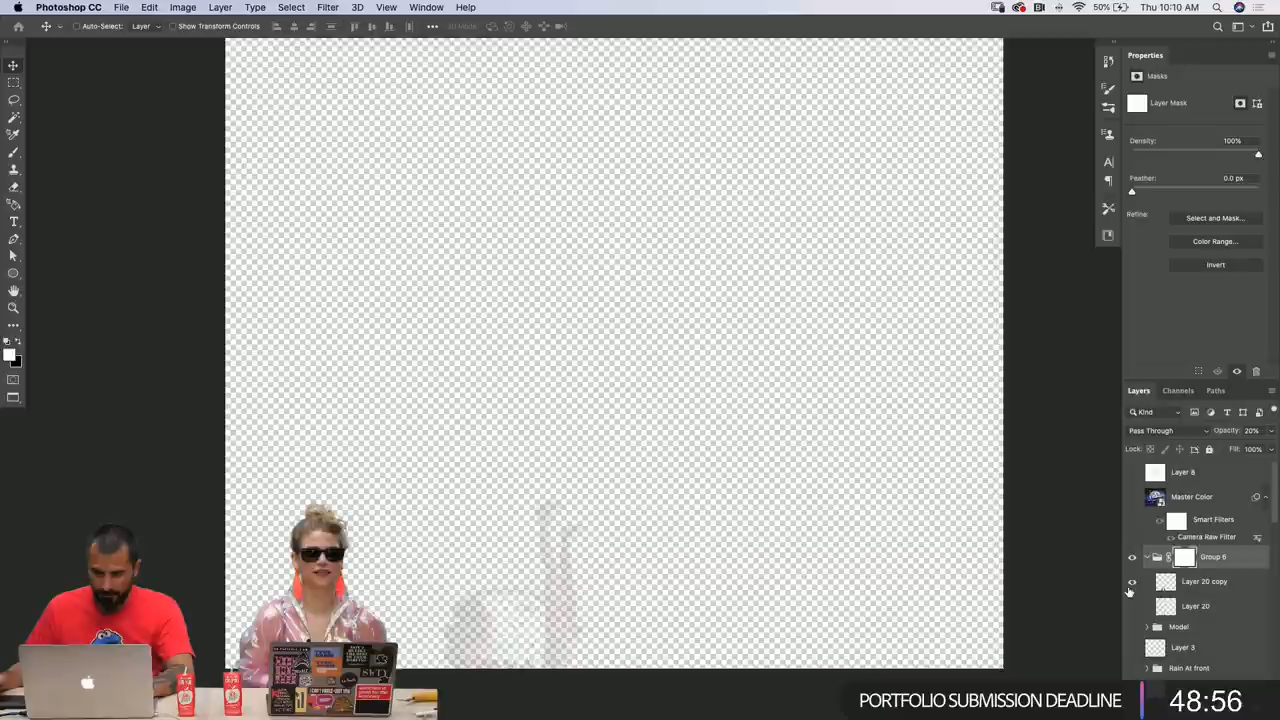 Photoshop CC File Edit Image Layer Type Select Filter 3D View Window Help
50% Thu 10:10 AM
Auto-Select: Layer Show Transform Controls
3D Mode:
Properties
Masks
Layer Mask
Density: 100%
Feather: 0.0 px
Refine:
Select and Mask...
Color Range...
Invert
Layers Channels Paths
Kind
Pass Through Opacity: 20%
Lock: Fill: 100%
Layer 8
Master Color
Smart Filters
Camera Raw Filter
Group 6
Layer 20 copy
Layer 20
Model
Layer 3
Rain At front
PORTFOLIO SUBMISSION DEADLINE 48:56